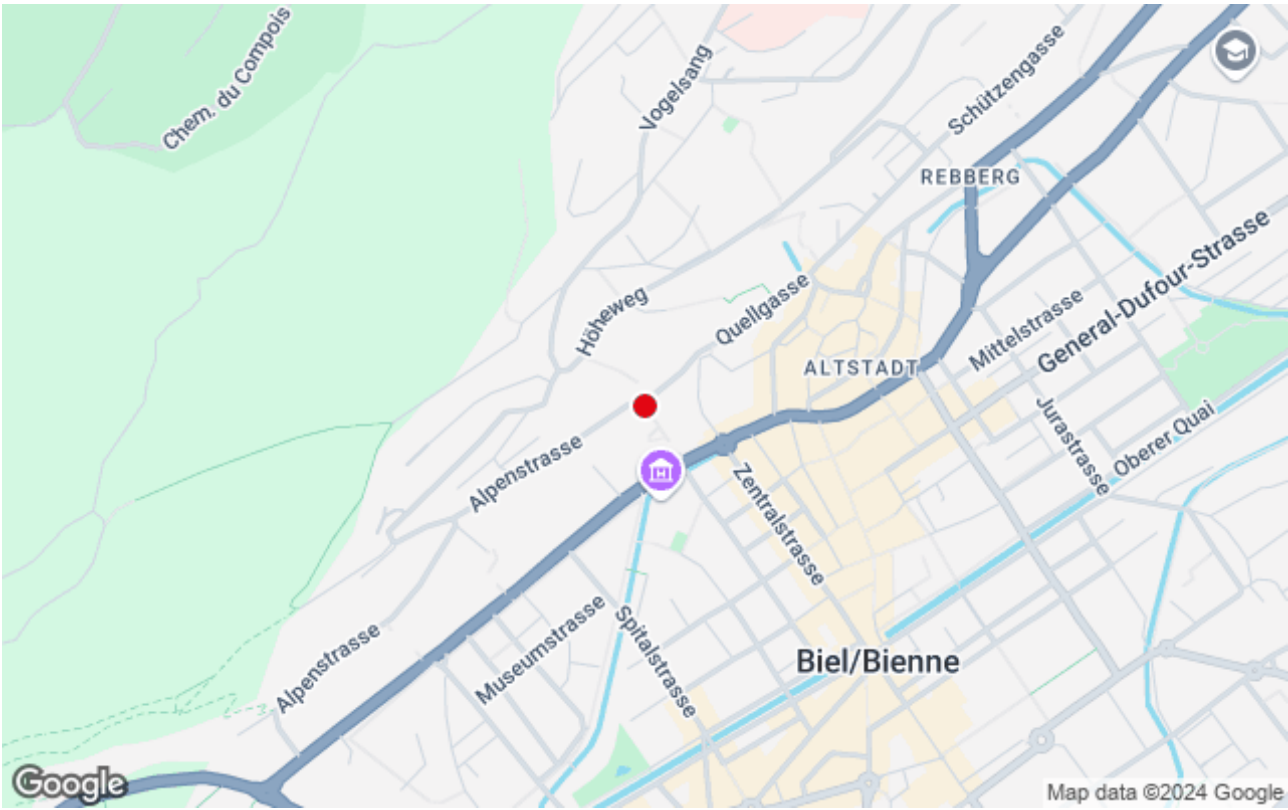 Chem. du Compois
Vogelsang
Schützengasse
REBBERG
General-Dufour-Strasse
Höheweg
Quellgasse
Mittelstrasse
ALTSTADT
Jurastrasse
Oberer Quai
Alpenstrasse
H
Zentralstrasse
Museumstrasse
Spitalstrasse
Alpenstrasse
Biel/Bienne
Google
Map data ©2024 Google